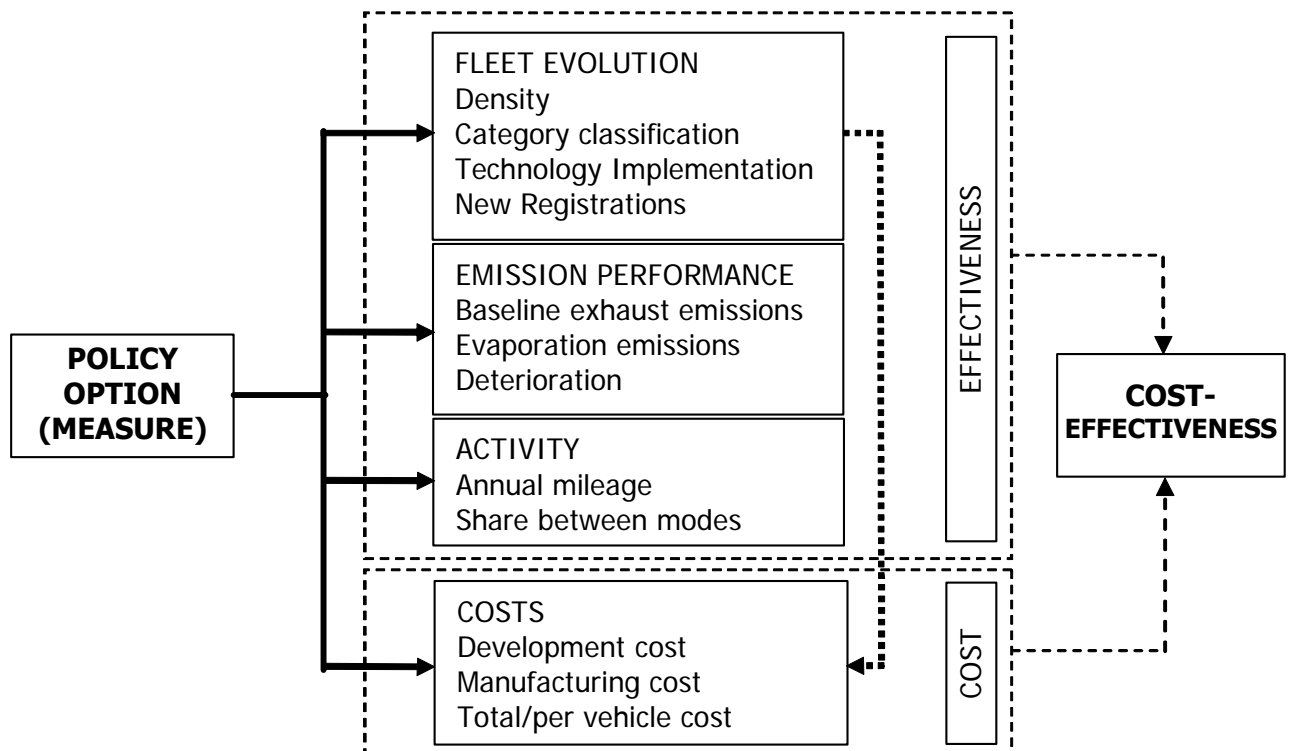 FLEET EVOLUTION
Density
Category classification
Technology Implementation
New Registrations
EMISSION PERFORMANCE
Baseline exhaust emissions
Evaporation emissions
Deterioration
ACTIVITY
Annual mileage
Share between modes
EFFECTIVENESS
POLICY
OPTION
(MEASURE)
COST-
EFFECTIVENESS
COSTS
Development cost
Manufacturing cost
Total/per vehicle cost
COST